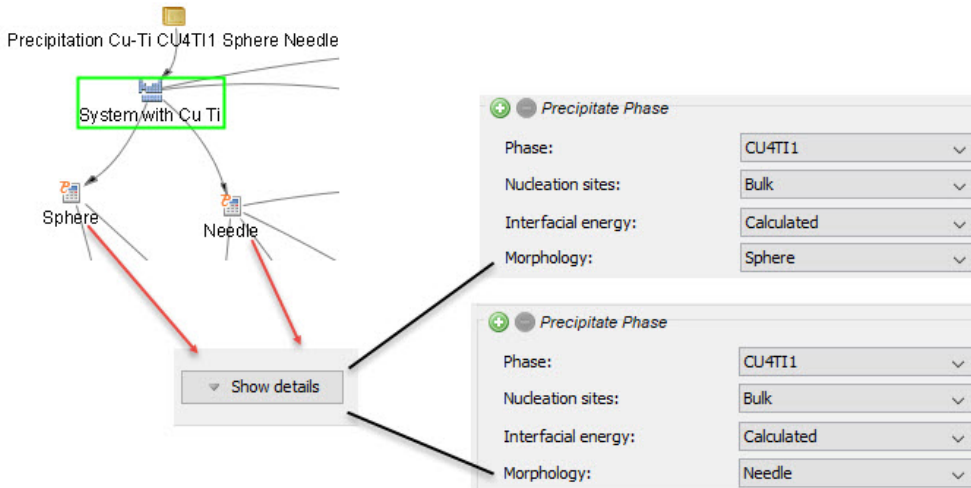 Precipitation Cu-Ti CU4TI1 Sphere Needle
System with Cu Ti
Sphere
Needle
Show details
Precipitate Phase
Phase: CU4TI1
Nucleation sites: Bulk
Interfacial energy: Calculated
Morphology: Sphere
Precipitate Phase
Phase: CU4TI1
Nucleation sites: Bulk
Interfacial energy: Calculated
Morphology: Needle